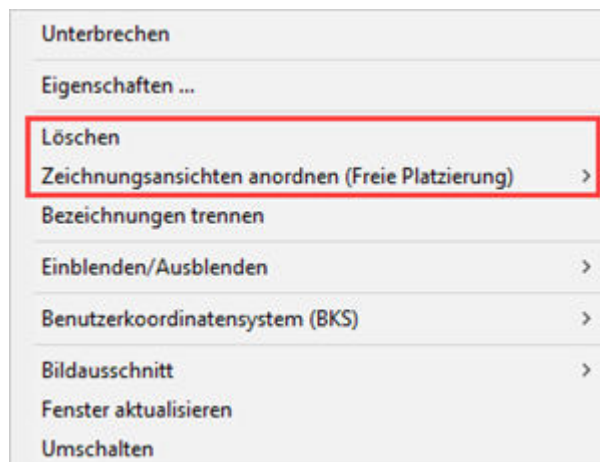 Unterbrechen
Eigenschaften ...
Löschen
Zeichnungsansichten anordnen (Freie Platzierung)
Bezeichnungen trennen
Einblenden/Ausblenden
Benutzerkoordinatensystem (BKS)
Bildausschnitt
Fenster aktualisieren
Umschalten